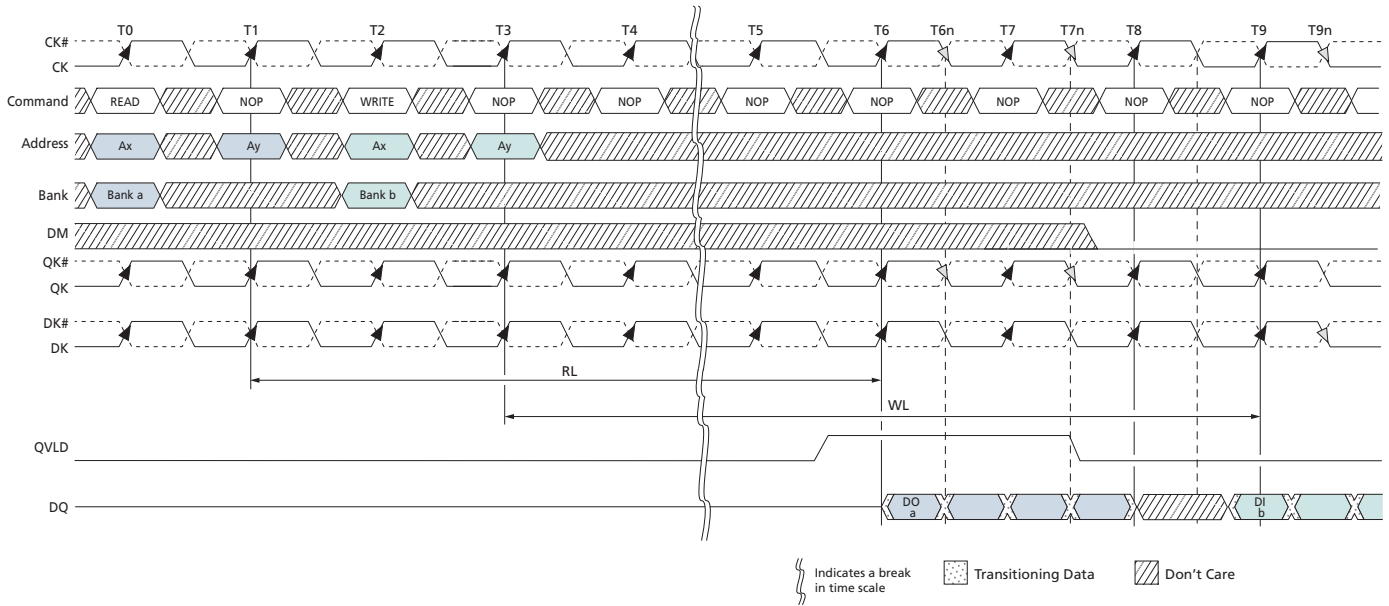 T0 T1 T2 T3 T4 T5 T6 T6n T7 T7n T8 T9 T9n
CK#
CK
Command READ NOP WRITE NOP NOP NOP NOP NOP NOP NOP
Address Ax Ay Ax Ay
Bank Bank a Bank b
DM
QK#
QK
DK#
DK
RL
WL
QVLD
DQ DO a DI b
Indicates a break
in time scale
Transitioning Data
Don't Care